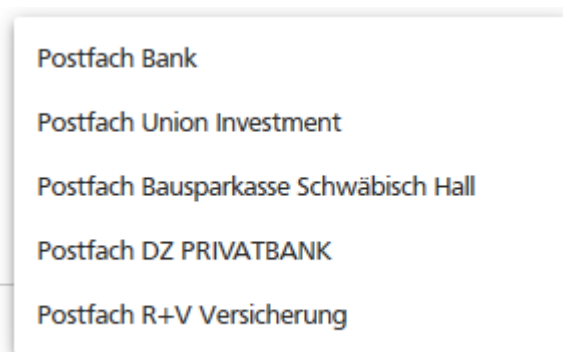 Postfach Bank
Postfach Union Investment
Postfach Bausparkasse Schwäbisch Hall
Postfach DZ PRIVATBANK
Postfach R+V Versicherung